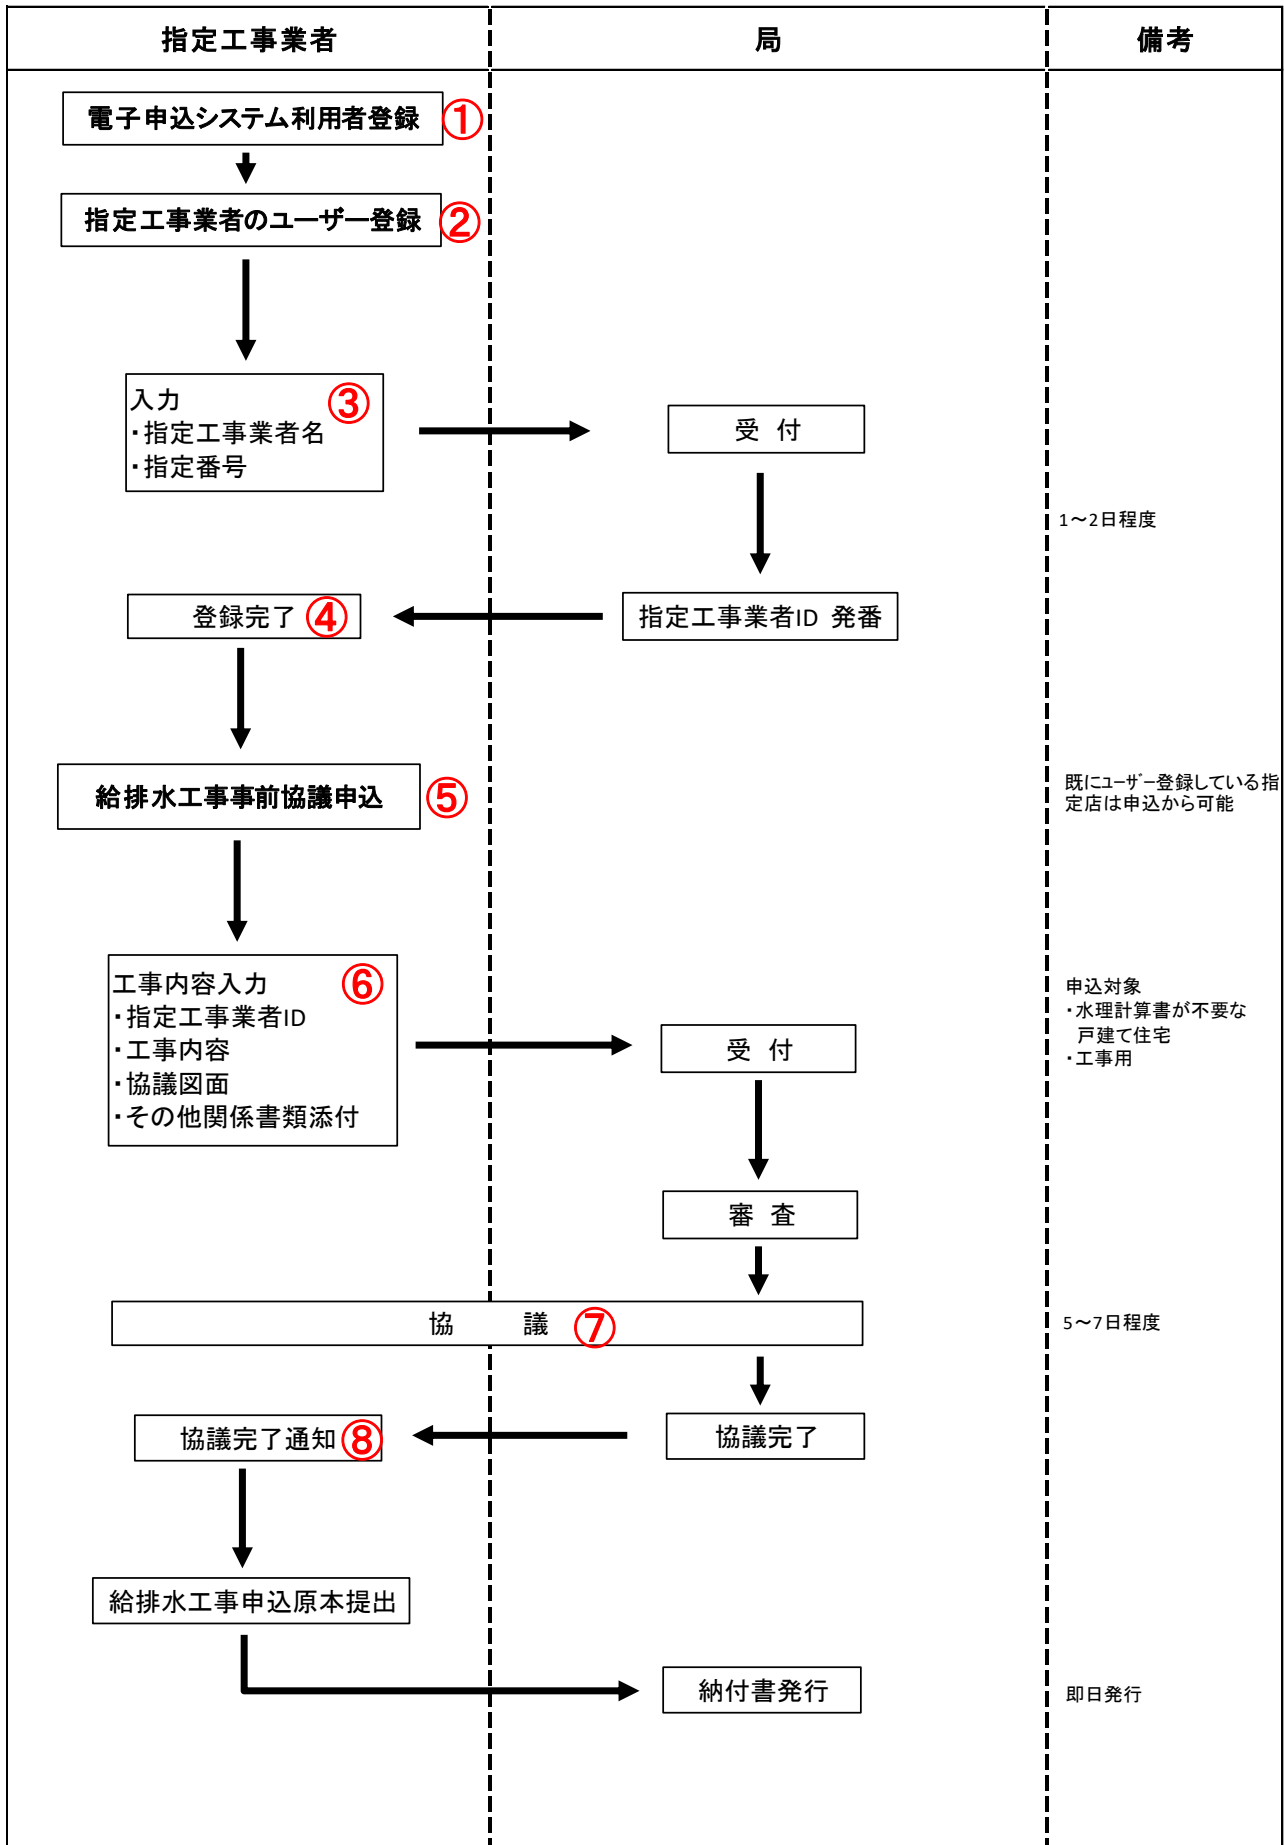 指定工事業者
局
備考
電子申込システム利用者登録 ①
指定工事業者のユーザー登録 ②
入力 ③
・指定工事業者名
・指定番号
受 付
1～2日程度
登録完了 ④
指定工事業者ID 発番
給排水工事事前協議申込 ⑤
既にﾕｰｻﾞｰ登録している指
定店は申込から可能
工事内容入力 ⑥
・指定工事業者ID
・工事内容
・協議図面
・その他関係書類添付
受 付
申込対象
・水理計算書が不要な
戸建て住宅
・工事用
審 査
協 議 ⑦
5～7日程度
協議完了通知 ⑧
協議完了
給排水工事申込原本提出
納付書発行
即日発行